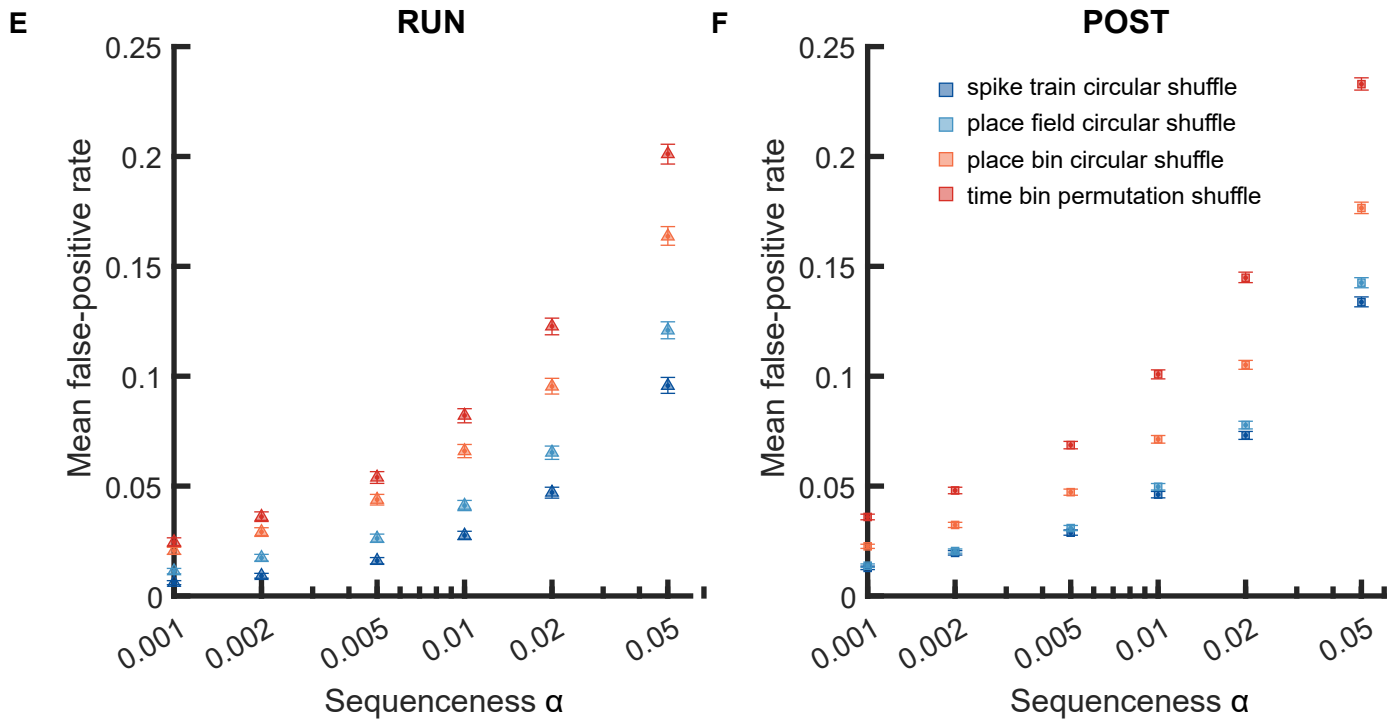 E
RUN
Mean false-positive rate
0.25
0.2
0.15
0.1
0.05
0
0.001 0.002 0.005 0.01 0.02 0.05
Sequenceness α
F
POST
Mean false-positive rate
0.25
0.2
0.15
0.1
0.05
0
spike train circular shuffle
place field circular shuffle
place bin circular shuffle
time bin permutation shuffle
0.001 0.002 0.005 0.01 0.02 0.05
Sequenceness α